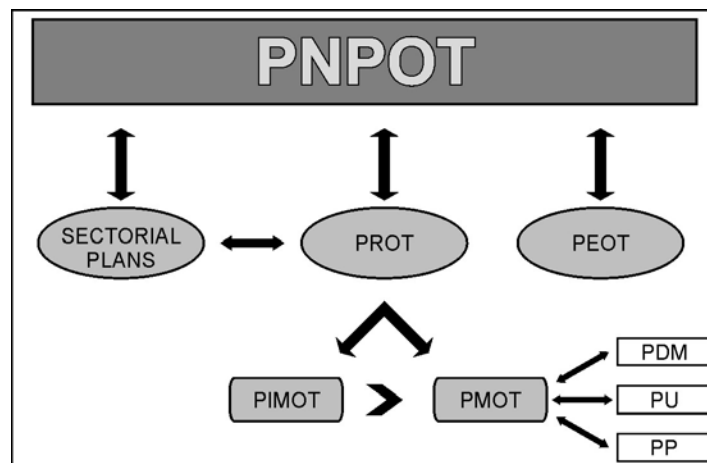 PNPOT
SECTORIAL
PLANS
PROT
PEOT
PIMOT
PMOT
PDM
PU
PP